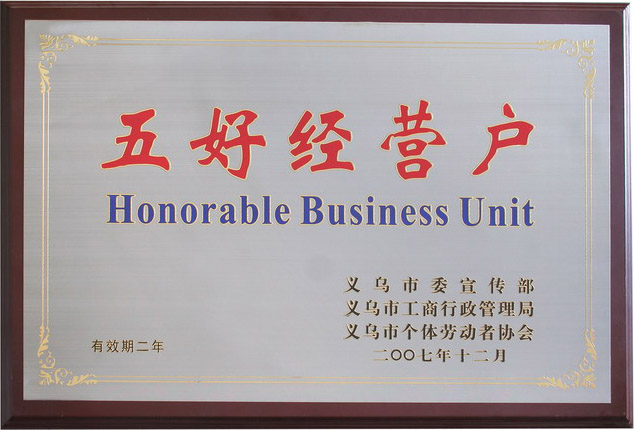 五好经营户
Honorable Business Unit
义乌市委宣传部
义乌市工商行政管理局
义乌市个体劳动者协会
有效期二年
二〇〇七年十二月